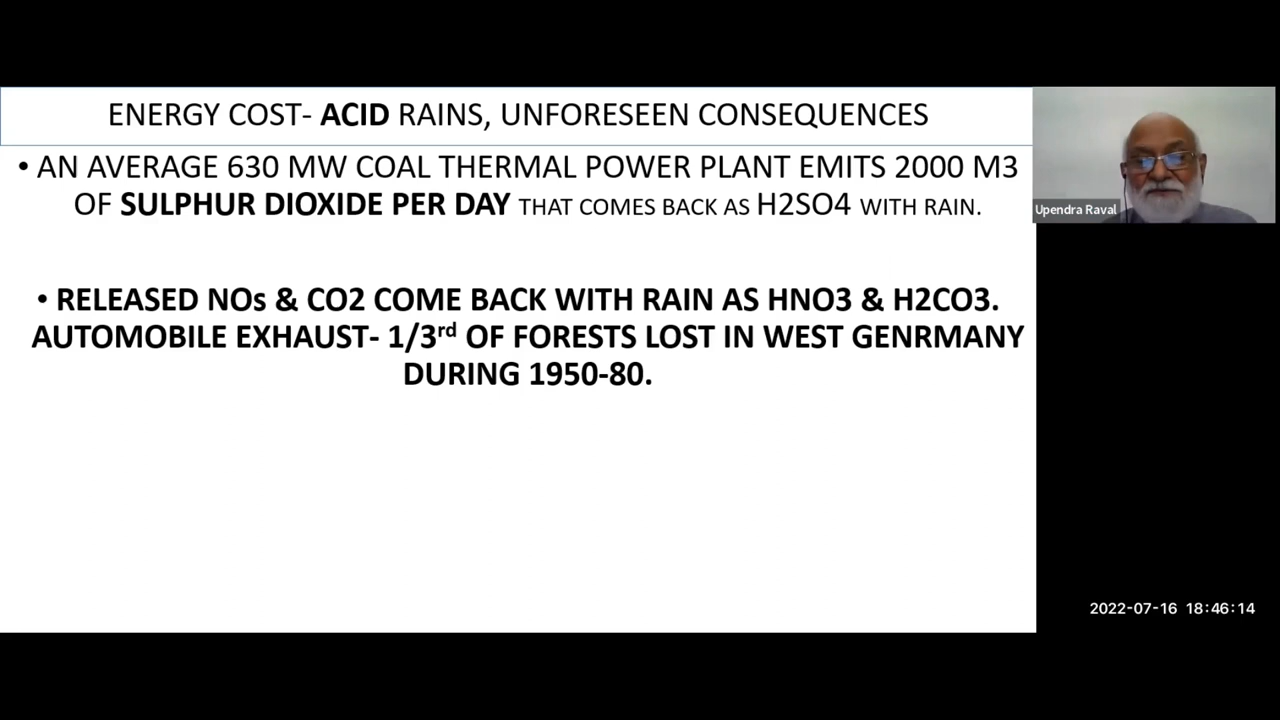 ENERGY COST- ACID RAINS, UNFORESEEN CONSEQUENCES
• AN AVERAGE 630 MW COAL THERMAL POWER PLANT EMITS 2000 M3
OF SULPHUR DIOXIDE PER DAY THAT COMES BACK AS H2SO4 WITH RAIN.
• RELEASED NOs & CO2 COME BACK WITH RAIN AS HNO3 & H2CO3.
AUTOMOBILE EXHAUST- 1/3rd OF FORESTS LOST IN WEST GENRMANY
DURING 1950-80.
Upendra Raval
2022-07-16 18:46:14